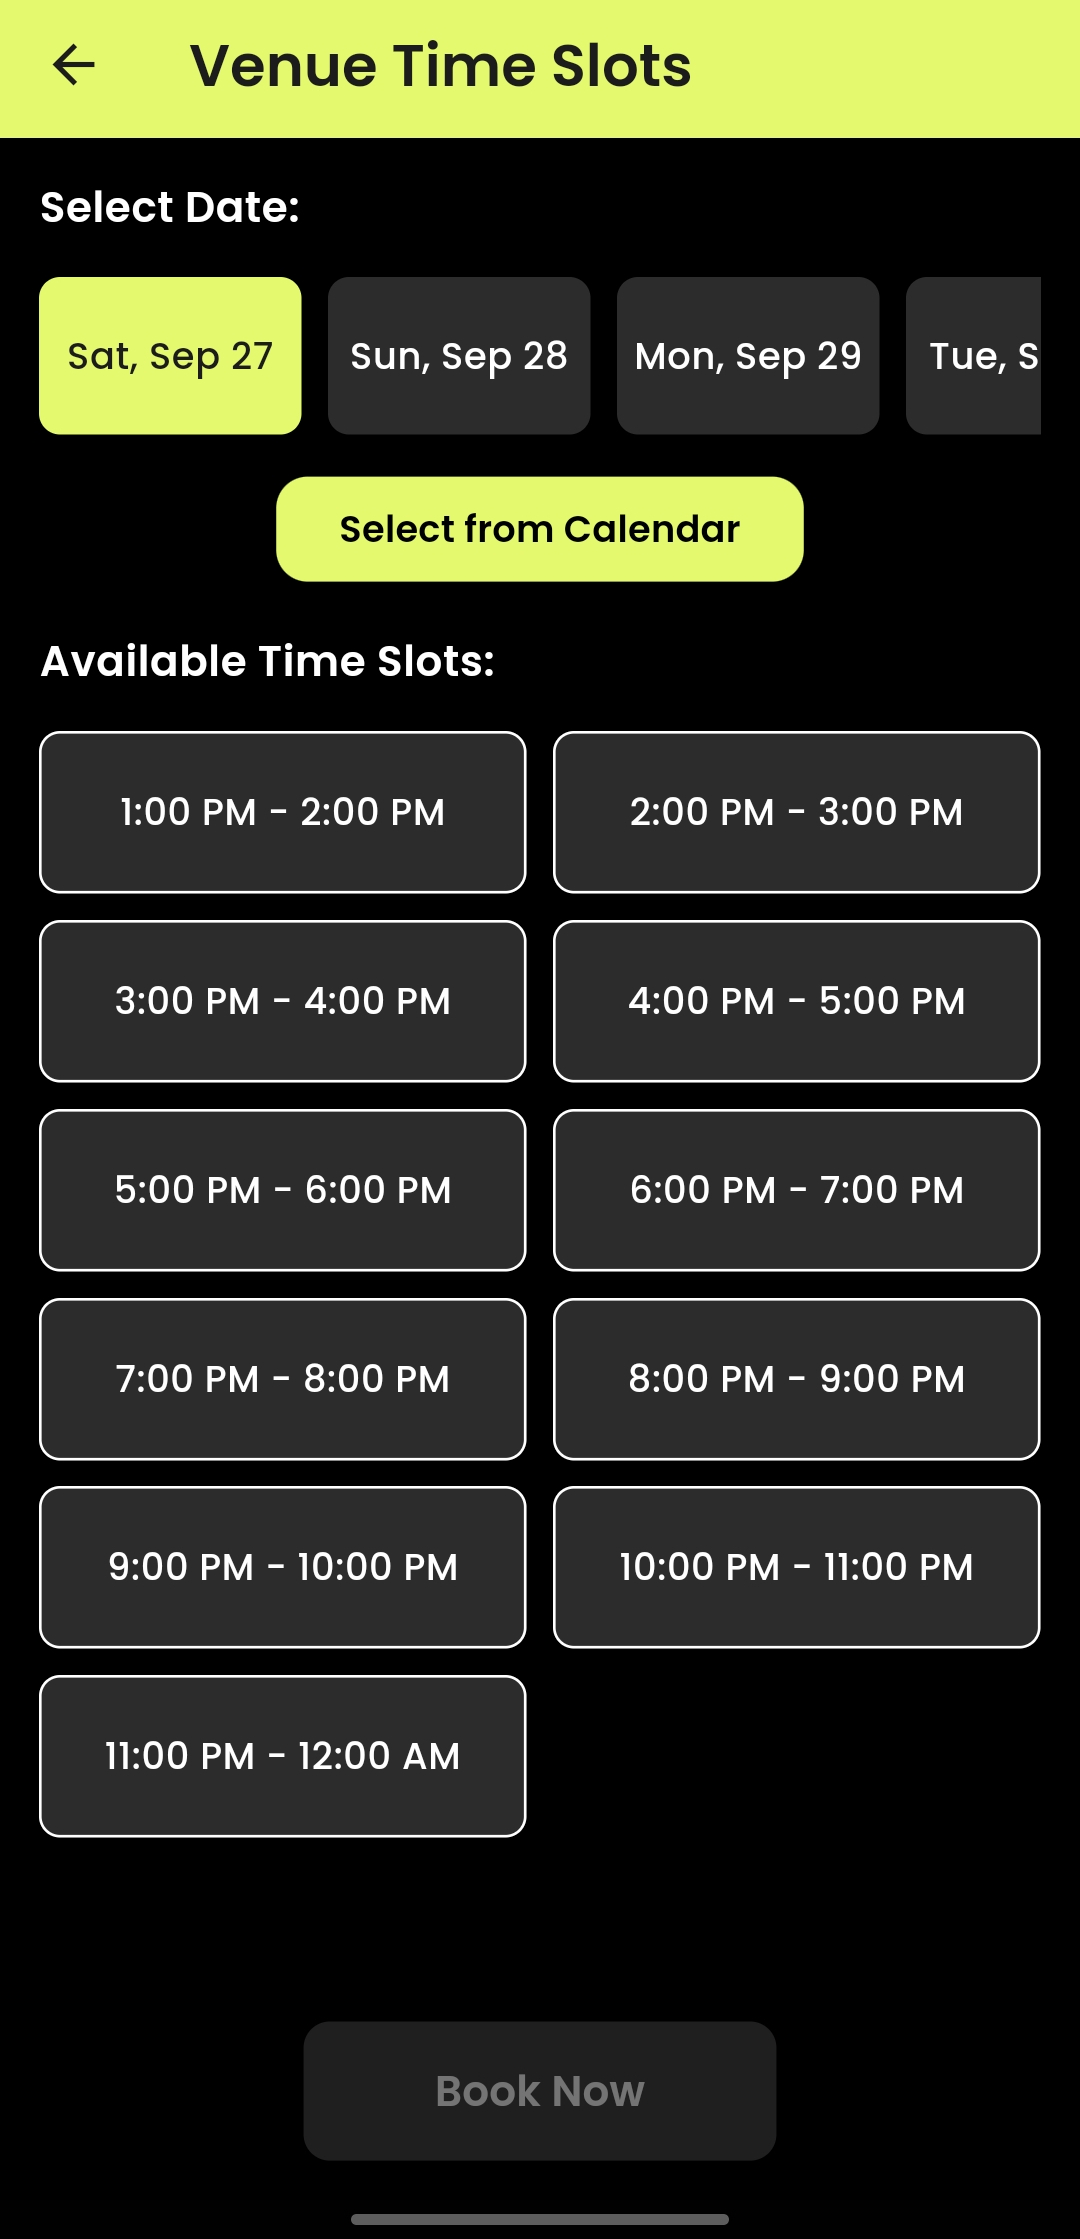 Venue Time Slots
Select Date:
Sat, Sep 27
Sun, Sep 28
Mon, Sep 29
Tue, S
Select from Calendar
Available Time Slots:
1:00 PM - 2:00 PM
2:00 PM - 3:00 PM
3:00 PM - 4:00 PM
4:00 PM - 5:00 PM
5:00 PM - 6:00 PM
6:00 PM - 7:00 PM
7:00 PM - 8:00 PM
8:00 PM - 9:00 PM
9:00 PM - 10:00 PM
10:00 PM - 11:00 PM
11:00 PM - 12:00 AM
Book Now